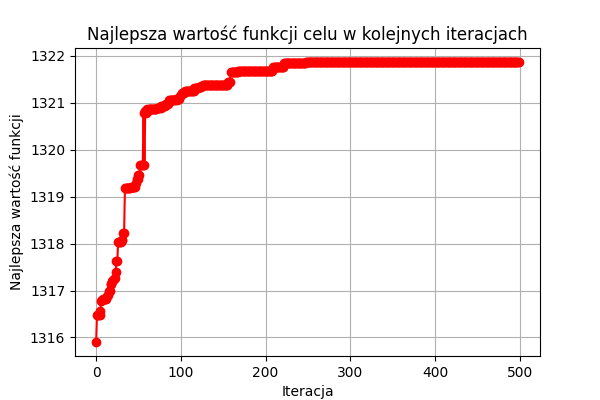 Najlepsza wartość funkcji celu w kolejnych iteracjach
Najlepsza wartość funkcji
1322
1321
1320
1319
1318
1317
1316
0 100 200 300 400 500
Iteracja